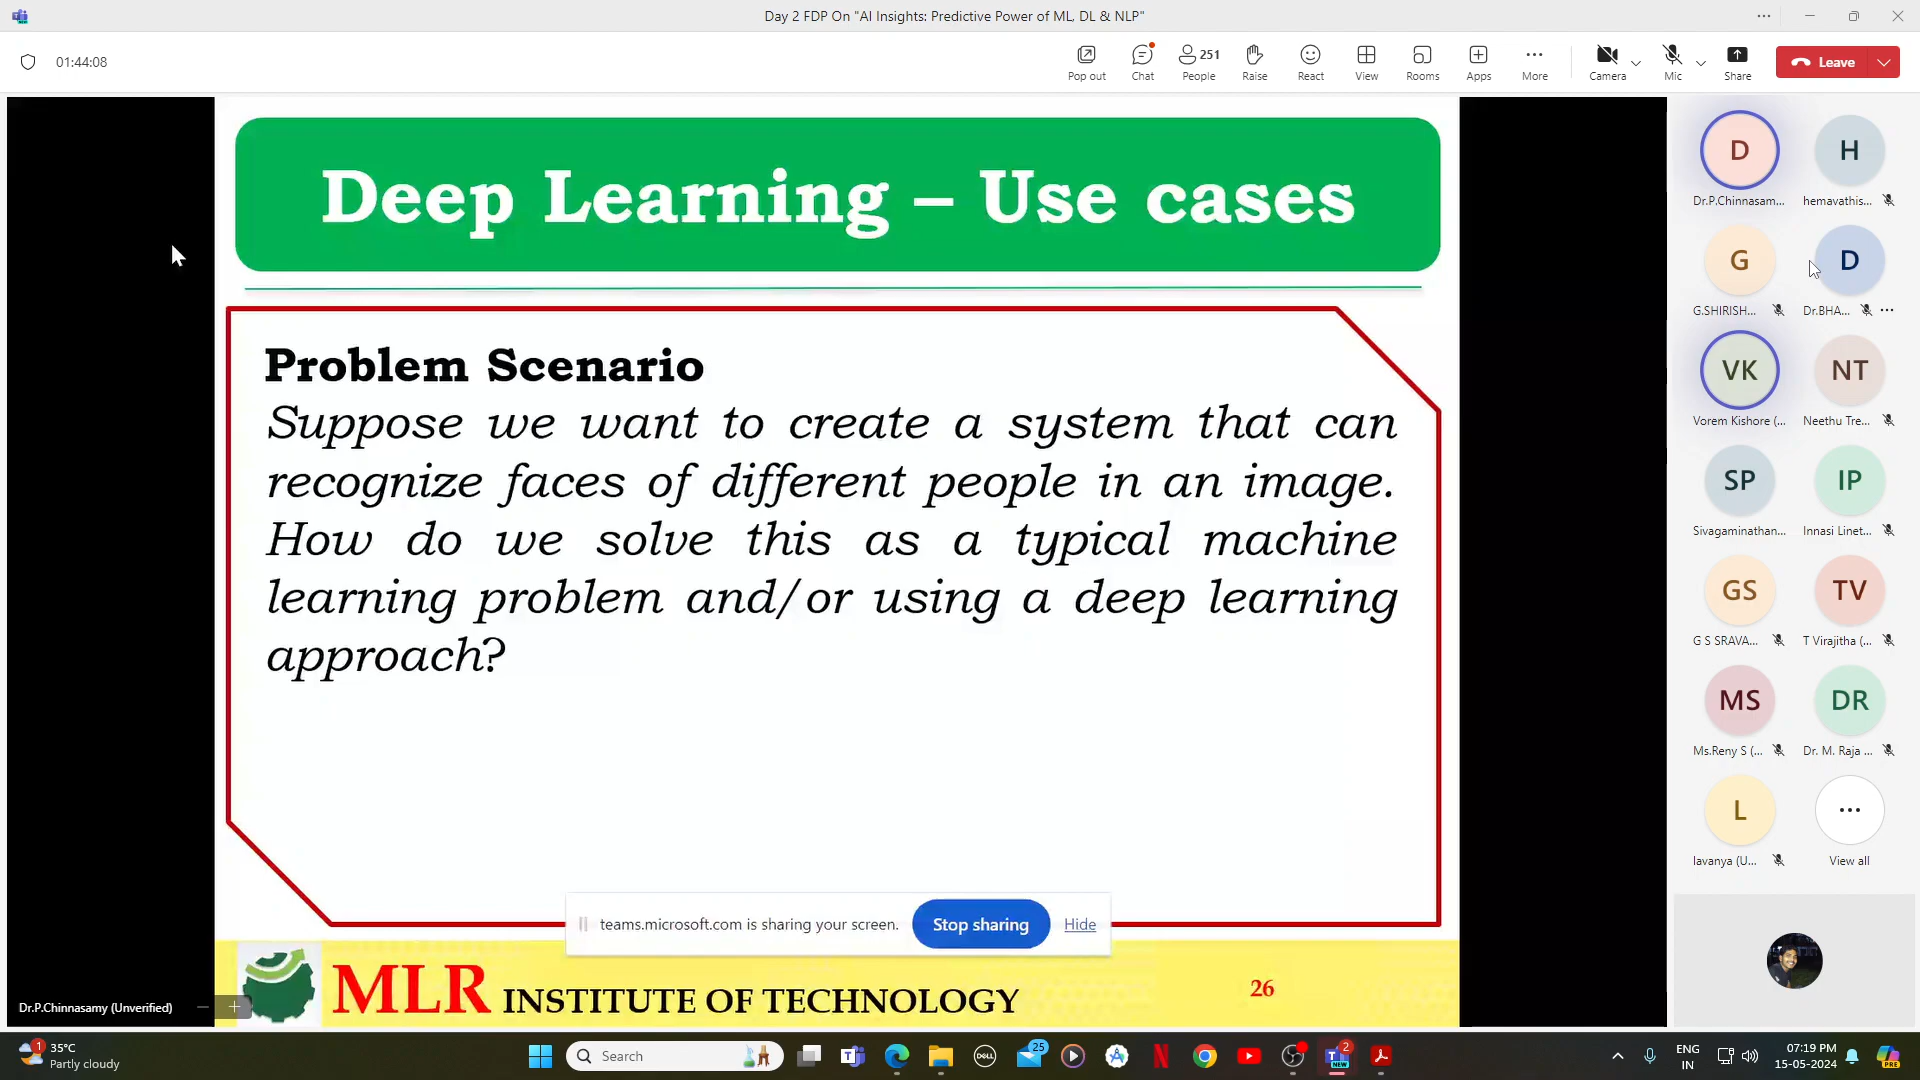 Day 2 FDP On "AI Insights: Predictive Power of ML, DL & NLP"
01:44:08
Pop out
Chat
251
People
Raise
React
View
Rooms
Apps
More
Camera
Mic
Share
Leave
Deep Learning – Use cases
Problem Scenario
Suppose we want to create a system that can
recognize faces of different people in an image.
How do we solve this as a typical machine
learning problem and/or using a deep learning
approach?
teams.microsoft.com is sharing your screen.
Stop sharing
Hide
MLR INSTITUTE OF TECHNOLOGY
26
Dr.P.Chinnasamy (Unverified)
D
Dr.P.Chinnasam...
H
hemavathis...
G
G.SHIRISH...
D
Dr.BHA...
VK
Vorem Kishore (...
NT
Neethu Tre...
SP
Sivagaminathan...
IP
Innasi Linet...
GS
G S SRAVA...
TV
T Virajitha (...
MS
Ms.Reny S (...
DR
Dr. M. Raja ...
L
lavanya (U...
View all
1
35°C
Partly cloudy
Search
DELL
25
N
NEW
2
ENG
IN
07:19 PM
15-05-2024
PRE